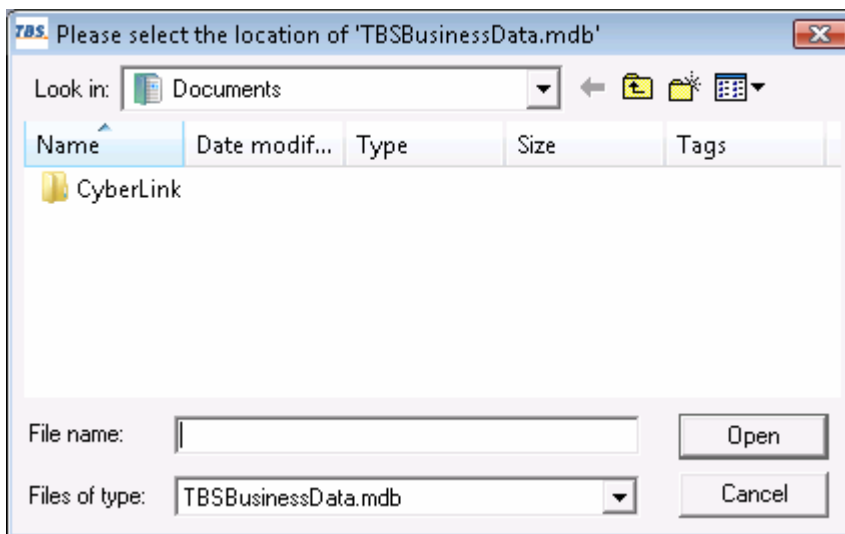 TBS Please select the location of 'TBSBusinessData.mdb'
Look in: Documents
Name Date modif... Type Size Tags
CyberLink
File name: Open
Files of type: TBSBusinessData.mdb Cancel